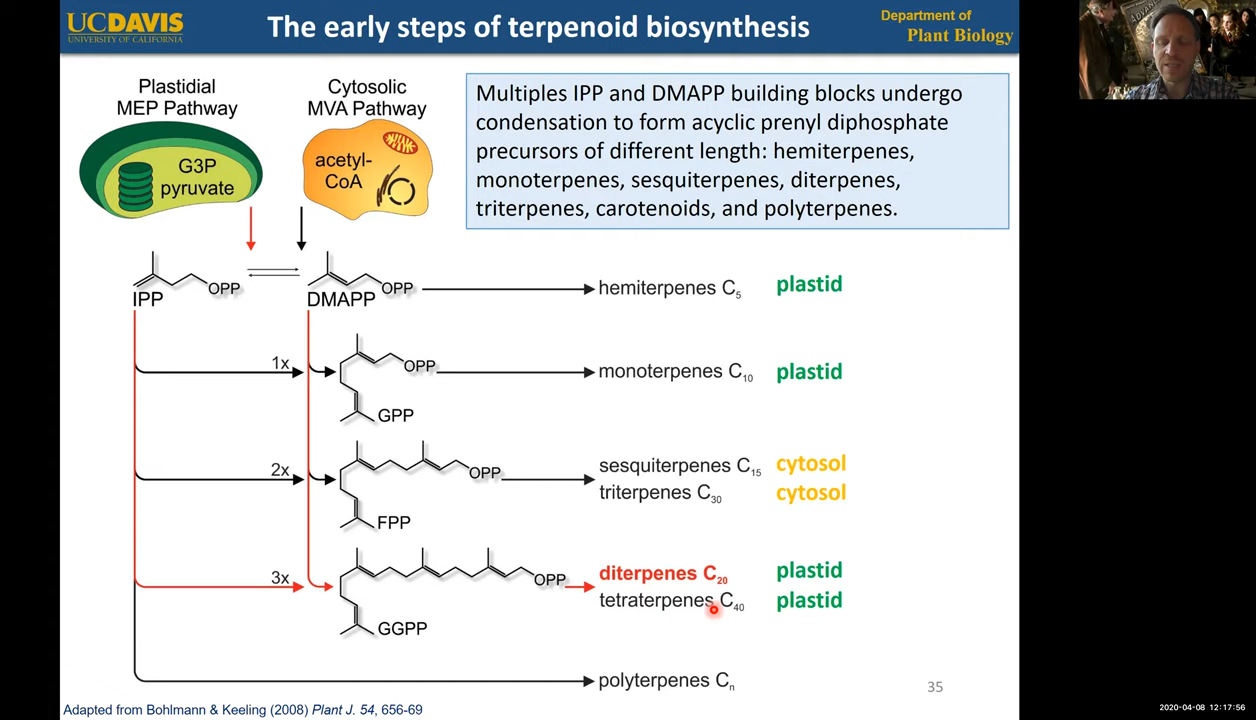 UCDAVIS
UNIVERSITY OF CALIFORNIA
The early steps of terpenoid biosynthesis
Department of
Plant Biology
Plastidial
MEP Pathway
Cytosolic
MVA Pathway
G3P
pyruvate
acetyl-
CoA
Multiples IPP and DMAPP building blocks undergo
condensation to form acyclic prenyl diphosphate
precursors of different length: hemiterpenes,
monoterpenes, sesquiterpenes, diterpenes,
triterpenes, carotenoids, and polyterpenes.
OPP
IPP
OPP
DMAPP
hemiterpenes C5
plastid
1x
OPP
GPP
monoterpenes C10
plastid
2x
OPP
FPP
sesquiterpenes C15
cytosol
triterpenes C30
cytosol
3x
OPP
GGPP
diterpenes C20
plastid
tetraterpenes C40
plastid
polyterpenes Cn
35
Adapted from Bohlmann & Keeling (2008) Plant J. 54, 656-69
2020-04-08 12:17:56